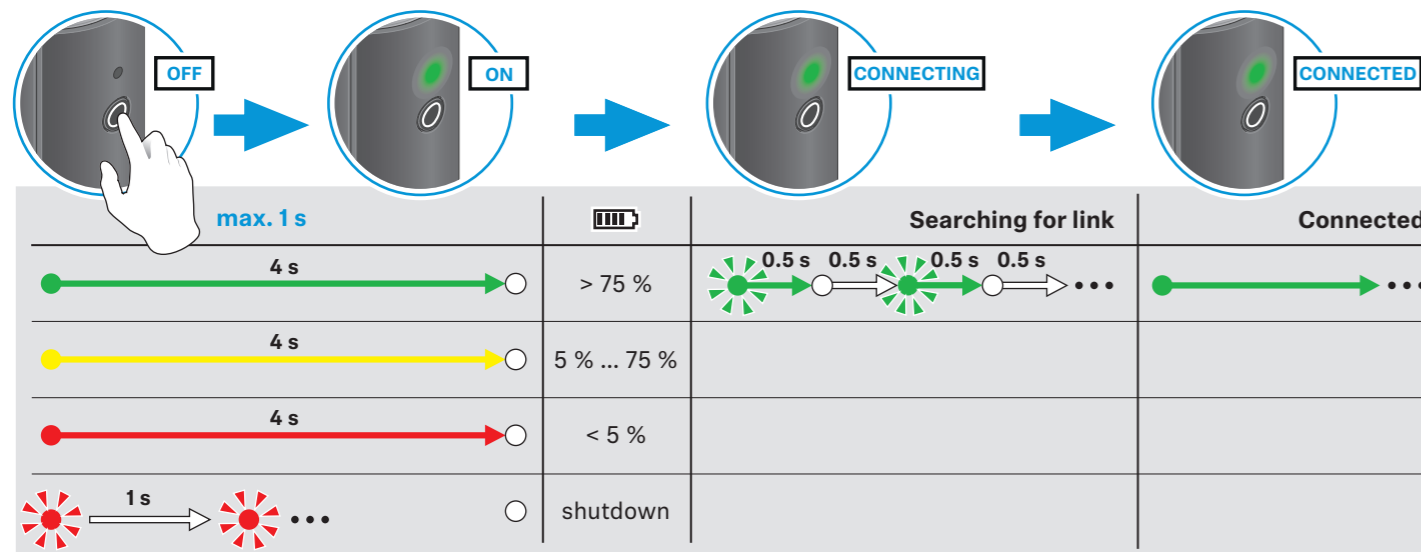 OFF
ON
CONNECTING
CONNECTED
max. 1 s
Searching for link
Connected
4 s
> 75 %
0.5 s 0.5 s 0.5 s 0.5 s
4 s
5 % ... 75 %
4 s
< 5 %
1 s
shutdown